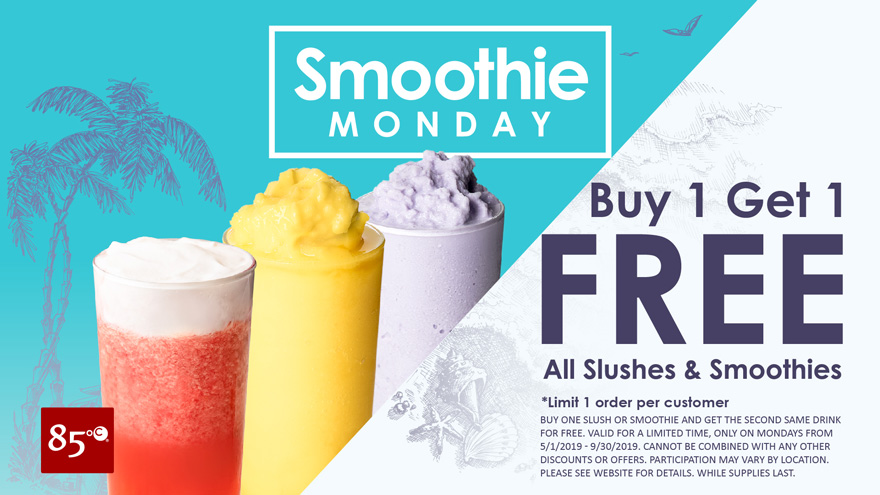 Smoothie
MONDAY
Buy 1 Get 1
FREE
All Slushes & Smoothies
*Limit 1 order per customer
BUY ONE SLUSH OR SMOOTHIE AND GET THE SECOND SAME DRINK
FOR FREE. VALID FOR A LIMITED TIME, ONLY ON MONDAYS FROM
5/1/2019 - 9/30/2019. CANNOT BE COMBINED WITH ANY OTHER
DISCOUNTS OR OFFERS. PARTICIPATION MAY VARY BY LOCATION.
PLEASE SEE WEBSITE FOR DETAILS. WHILE SUPPLIES LAST.
85°C